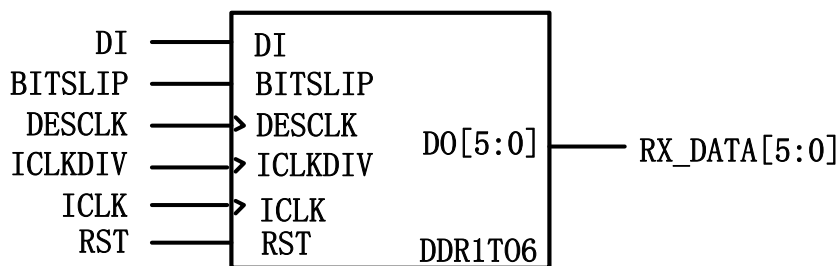 DI DI
BITSLIP BITSLIP
DESCLK DESCLK
DO[5:0] RX_DATA[5:0]
ICLKDIV ICLKDIV
ICLK ICLK
RST RST
DDR1TO6